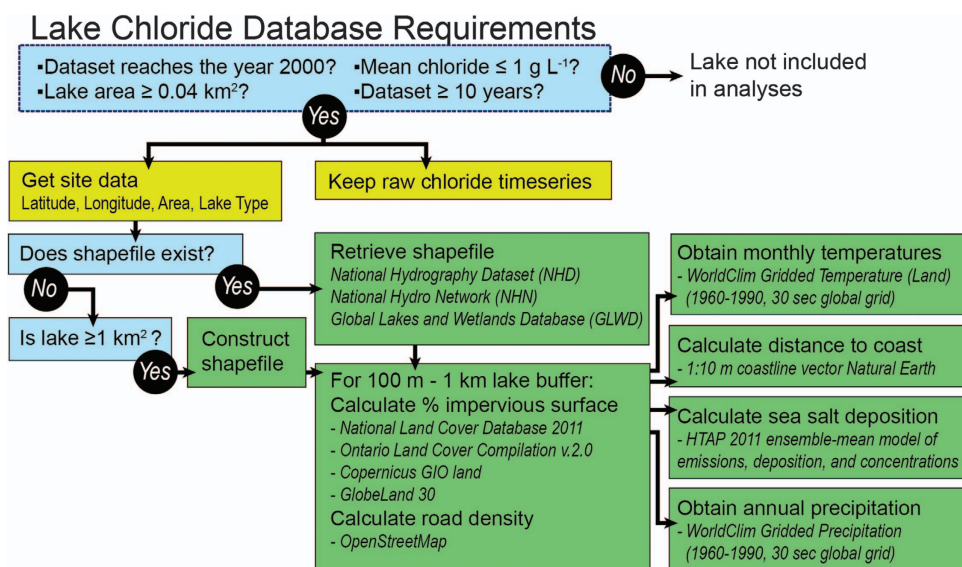 Lake Chloride Database Requirements
▪Dataset reaches the year 2000? ▪Mean chloride ≤ 1 g L⁻¹?
▪Lake area ≥ 0.04 km²? ▪Dataset ≥ 10 years?
No
Lake not included
in analyses
Yes
Get site data
Latitude, Longitude, Area, Lake Type
Keep raw chloride timeseries
Does shapefile exist?
No
Yes
Retrieve shapefile
National Hydrography Dataset (NHD)
National Hydro Network (NHN)
Global Lakes and Wetlands Database (GLWD)
Is lake ≥1 km² ?
Yes
Construct
shapefile
For 100 m - 1 km lake buffer:
Calculate % impervious surface
- National Land Cover Database 2011
- Ontario Land Cover Compilation v.2.0
- Copernicus GIO land
- GlobeLand 30
Calculate road density
- OpenStreetMap
Obtain monthly temperatures
- WorldClim Gridded Temperature (Land)
(1960-1990, 30 sec global grid)
Calculate distance to coast
- 1:10 m coastline vector Natural Earth
Calculate sea salt deposition
- HTAP 2011 ensemble-mean model of
emissions, deposition, and concentrations
Obtain annual precipitation
- WorldClim Gridded Precipitation
(1960-1990, 30 sec global grid)